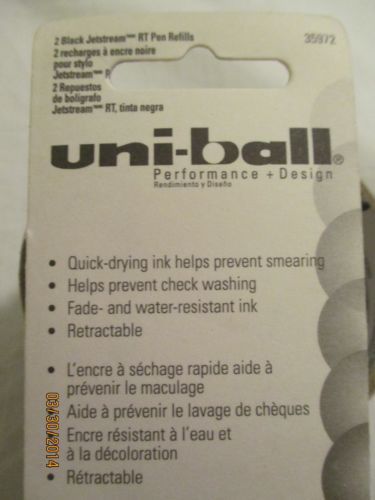 2 Black Jetstream™ RT Pen Refills
35972
2 recharges à encre noire
pour stylo
Jetstream™ R
2 Repuestos
de bolígrafo
Jetstream™ RT, tinta negra
uni-ball®
Performance + Design
Rendimiento y Diseño
• Quick-drying ink helps prevent smearing
• Helps prevent check washing
• Fade- and water-resistant ink
• Retractable
• L'encre à séchage rapide aide à
prévenir le maculage
Aide à prévenir le lavage de chèques
Encre résistant à l'eau et
à la décoloration
• Rétractable
03/30/2014